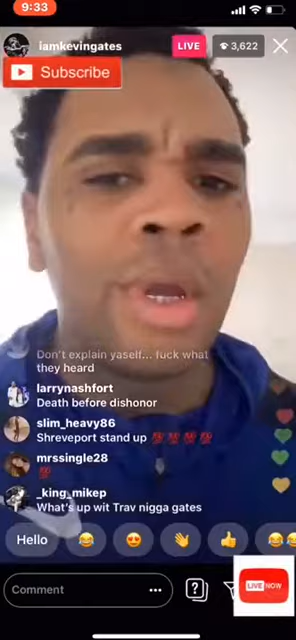 9:33
iamkevingates
LIVE
3,622
Subscribe
Don't explain yaself... fuck what
they heard
larrynashfort
Death before dishonor
slim_heavy86
Shreveport stand up 💯💯💯💯
mrssingle28
💯
_king_mikep
What's up wit Trav nigga gates
Hello
Comment
LIVE NOW